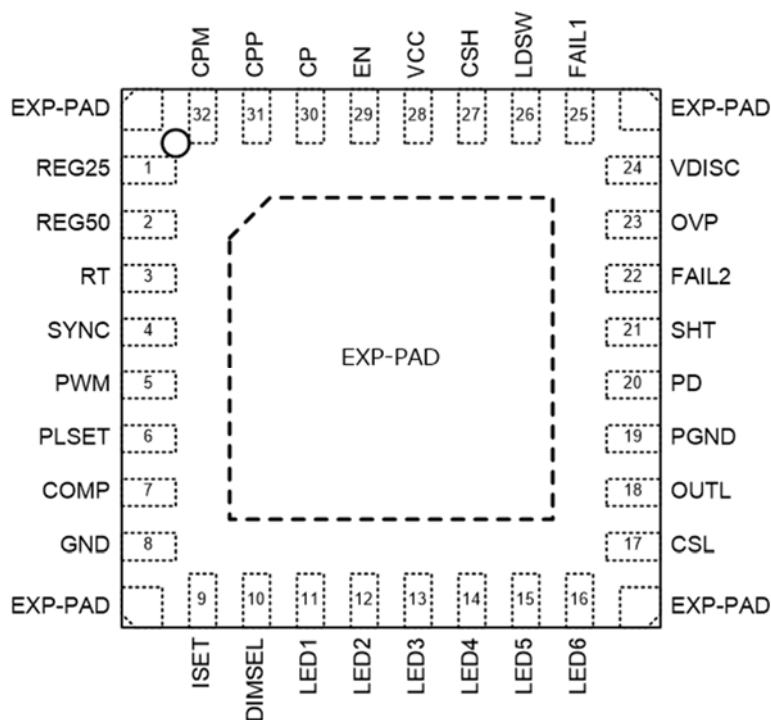 CPM
CPP
CP
EN
VCC
CSH
LDSW
FAIL1
EXP-PAD
32
31
30
29
28
27
26
25
EXP-PAD
REG25
1
24
VDISC
REG50
2
23
OVP
RT
3
22
FAIL2
SYNC
4
21
SHT
PWM
5
EXP-PAD
20
PD
PLSET
6
19
PGND
COMP
7
18
OUTL
GND
8
17
CSL
EXP-PAD
9
10
11
12
13
14
15
16
EXP-PAD
ISET
DIMSEL
LED1
LED2
LED3
LED4
LED5
LED6